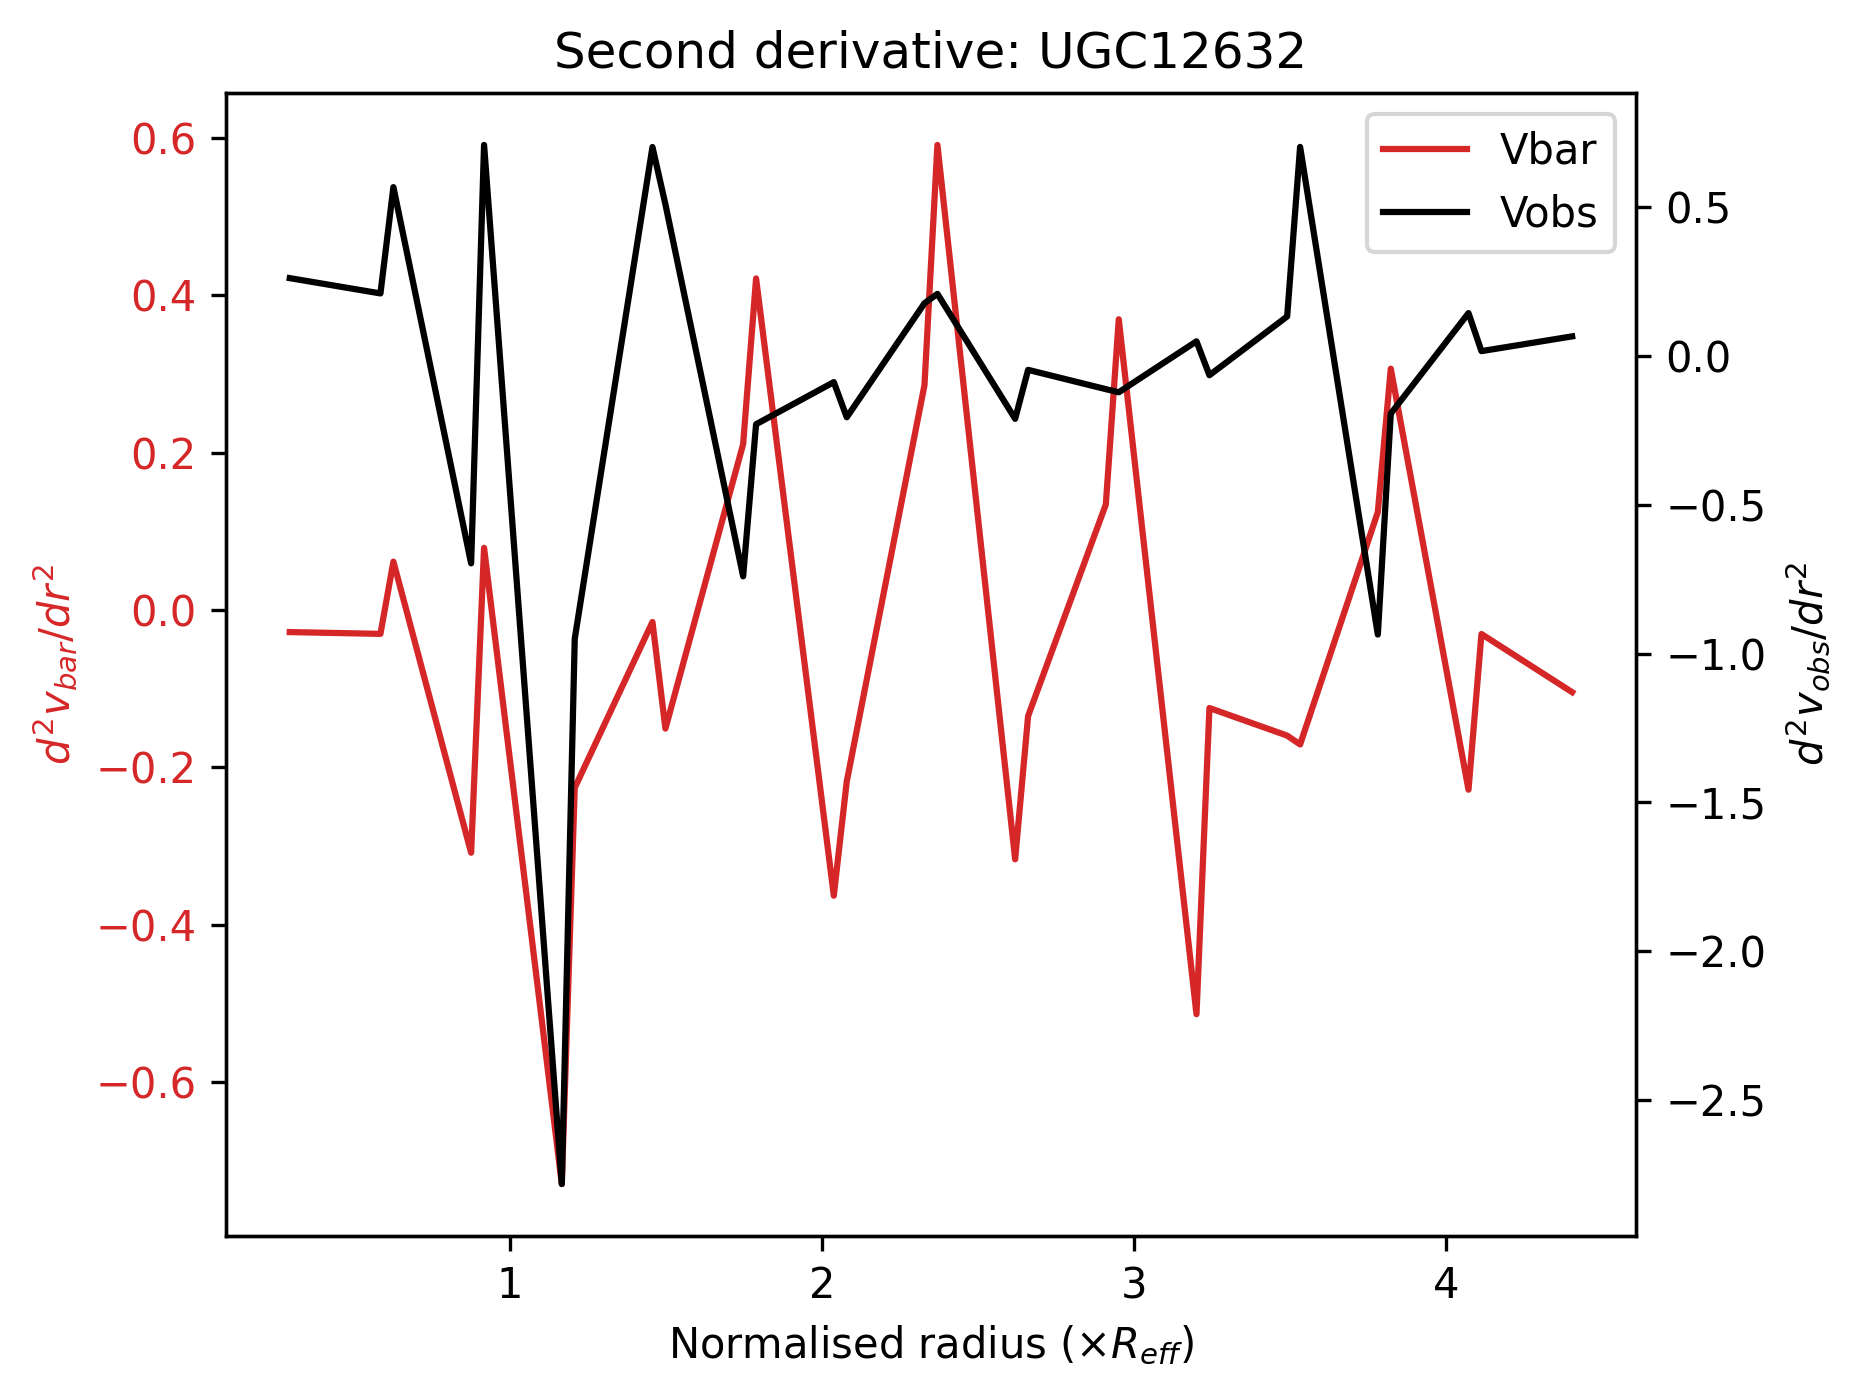 Second derivative: UGC12632
0.6
0.4
0.2
0.0
−0.2
−0.4
−0.6
d²v_bar/dr²
Vbar
Vobs
0.5
0.0
−0.5
−1.0
−1.5
−2.0
−2.5
d²v_obs/dr²
1 2 3 4
Normalised radius (×R_eff)